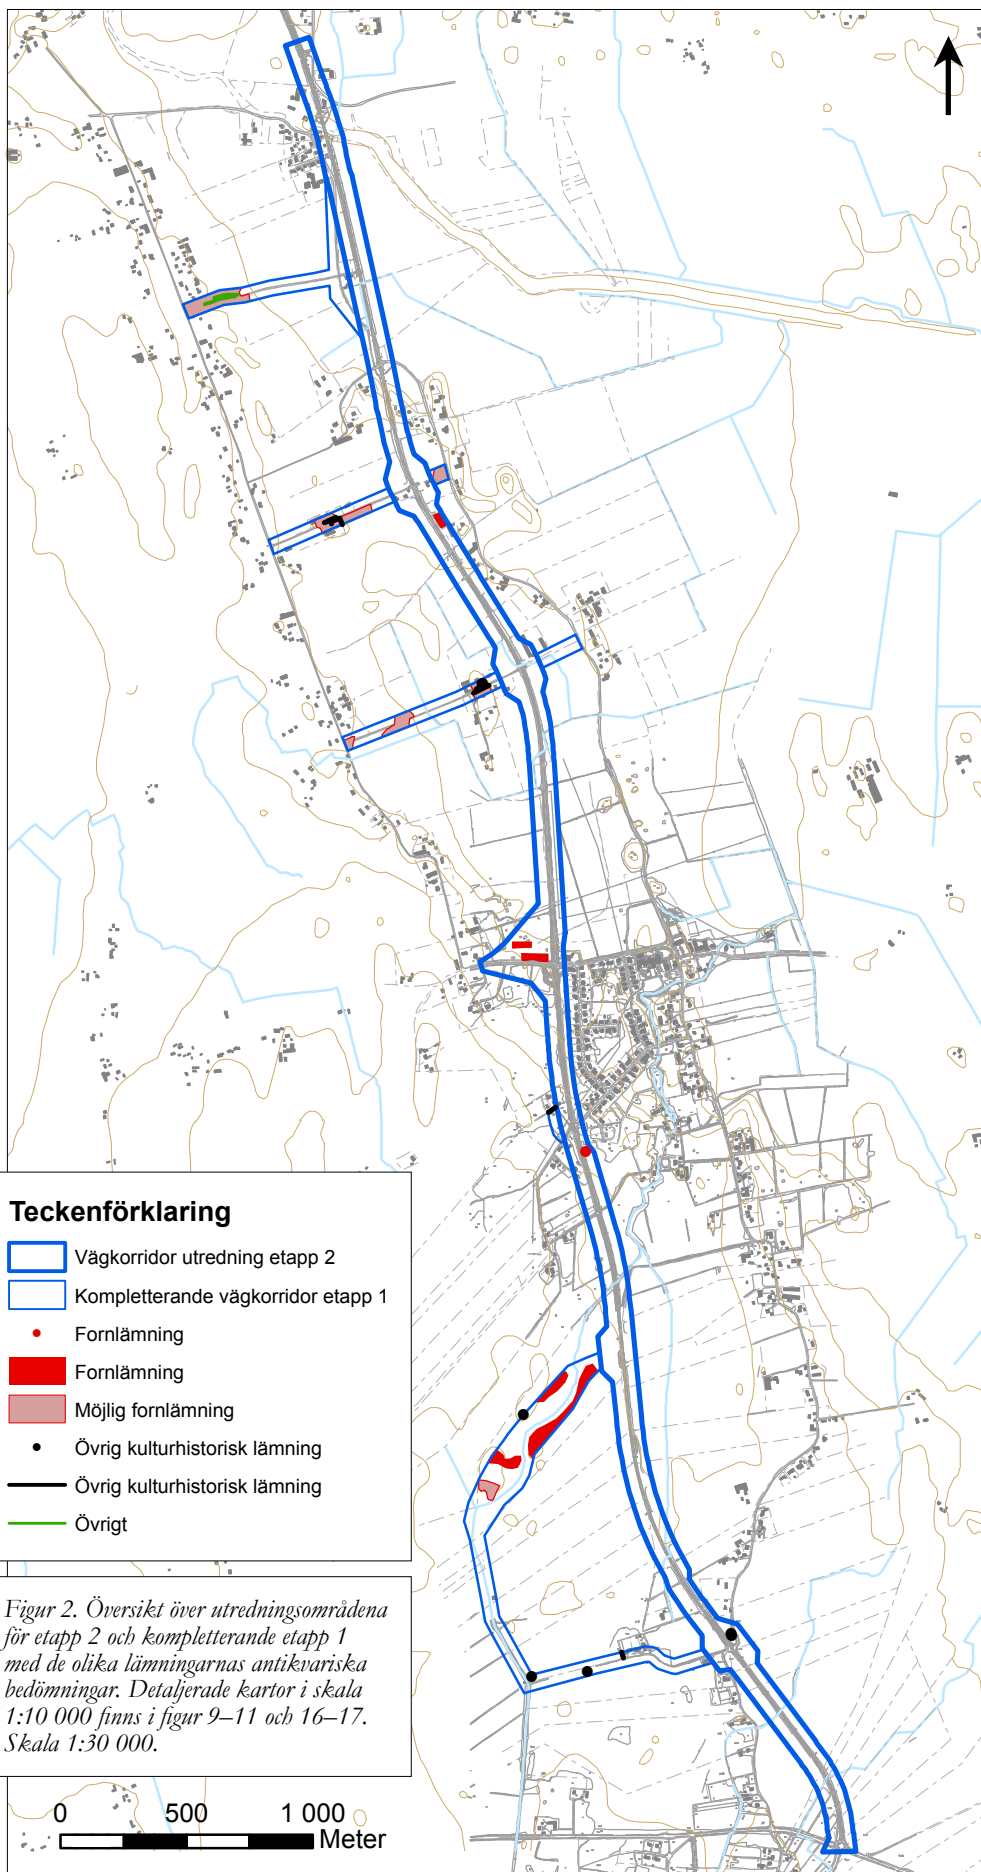 Teckenförklaring
Vägkorridor utredning etapp 2
Kompletterande vägkorridor etapp 1
Fornlämning
Fornlämning
Möjlig fornlämning
Övrig kulturhistorisk lämning
Övrig kulturhistorisk lämning
Övrigt
Figur 2. Översikt över utredningsområdena
för etapp 2 och kompletterande etapp 1
med de olika lämningarnas antikvariska
bedömningar. Detaljerade kartor i skala
1:10 000 finns i figur 9–11 och 16–17.
Skala 1:30 000.
0 500 1 000
Meter